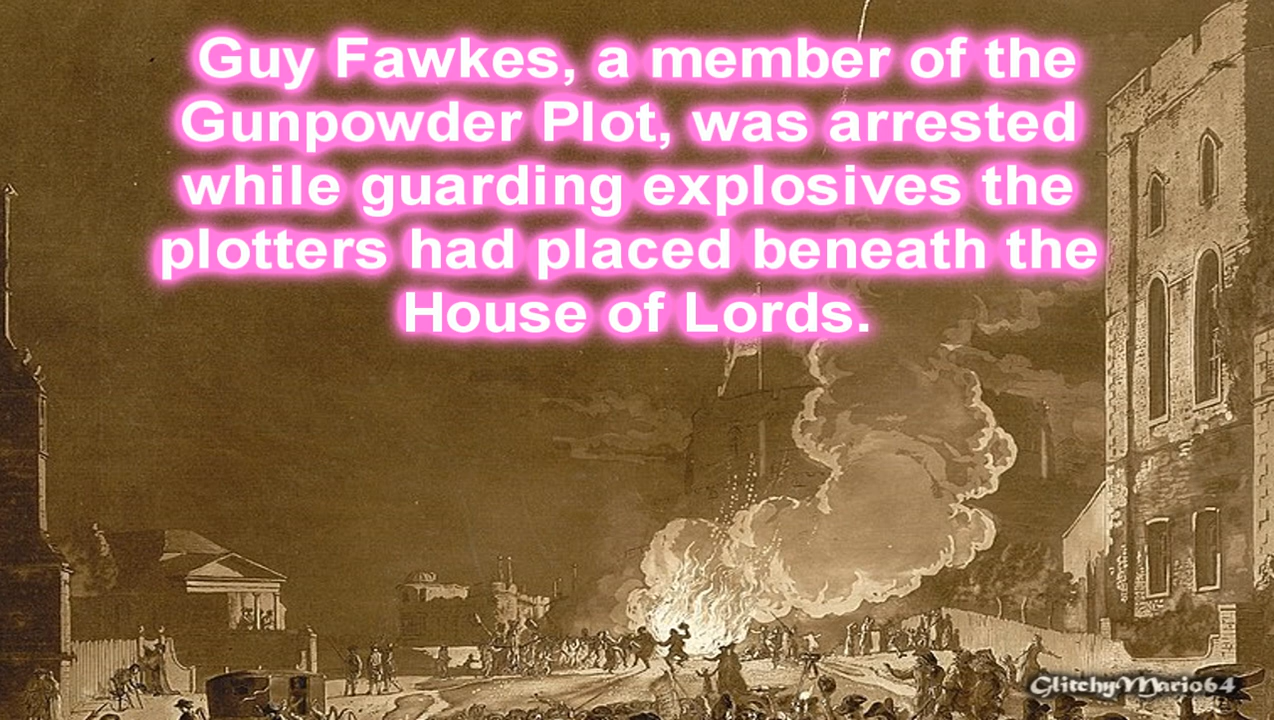 Guy Fawkes, a member of the
Gunpowder Plot, was arrested
while guarding explosives the
plotters had placed beneath the
House of Lords.
GlitchyMario64